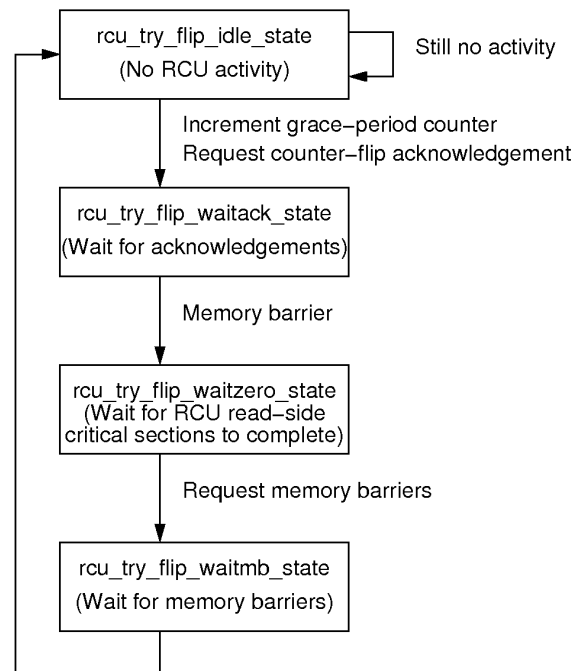 rcu_try_flip_idle_state
(No RCU activity)
Still no activity
Increment grace−period counter
Request counter−flip acknowledgement
rcu_try_flip_waitack_state
(Wait for acknowledgements)
Memory barrier
rcu_try_flip_waitzero_state
(Wait for RCU read−side
critical sections to complete)
Request memory barriers
rcu_try_flip_waitmb_state
(Wait for memory barriers)